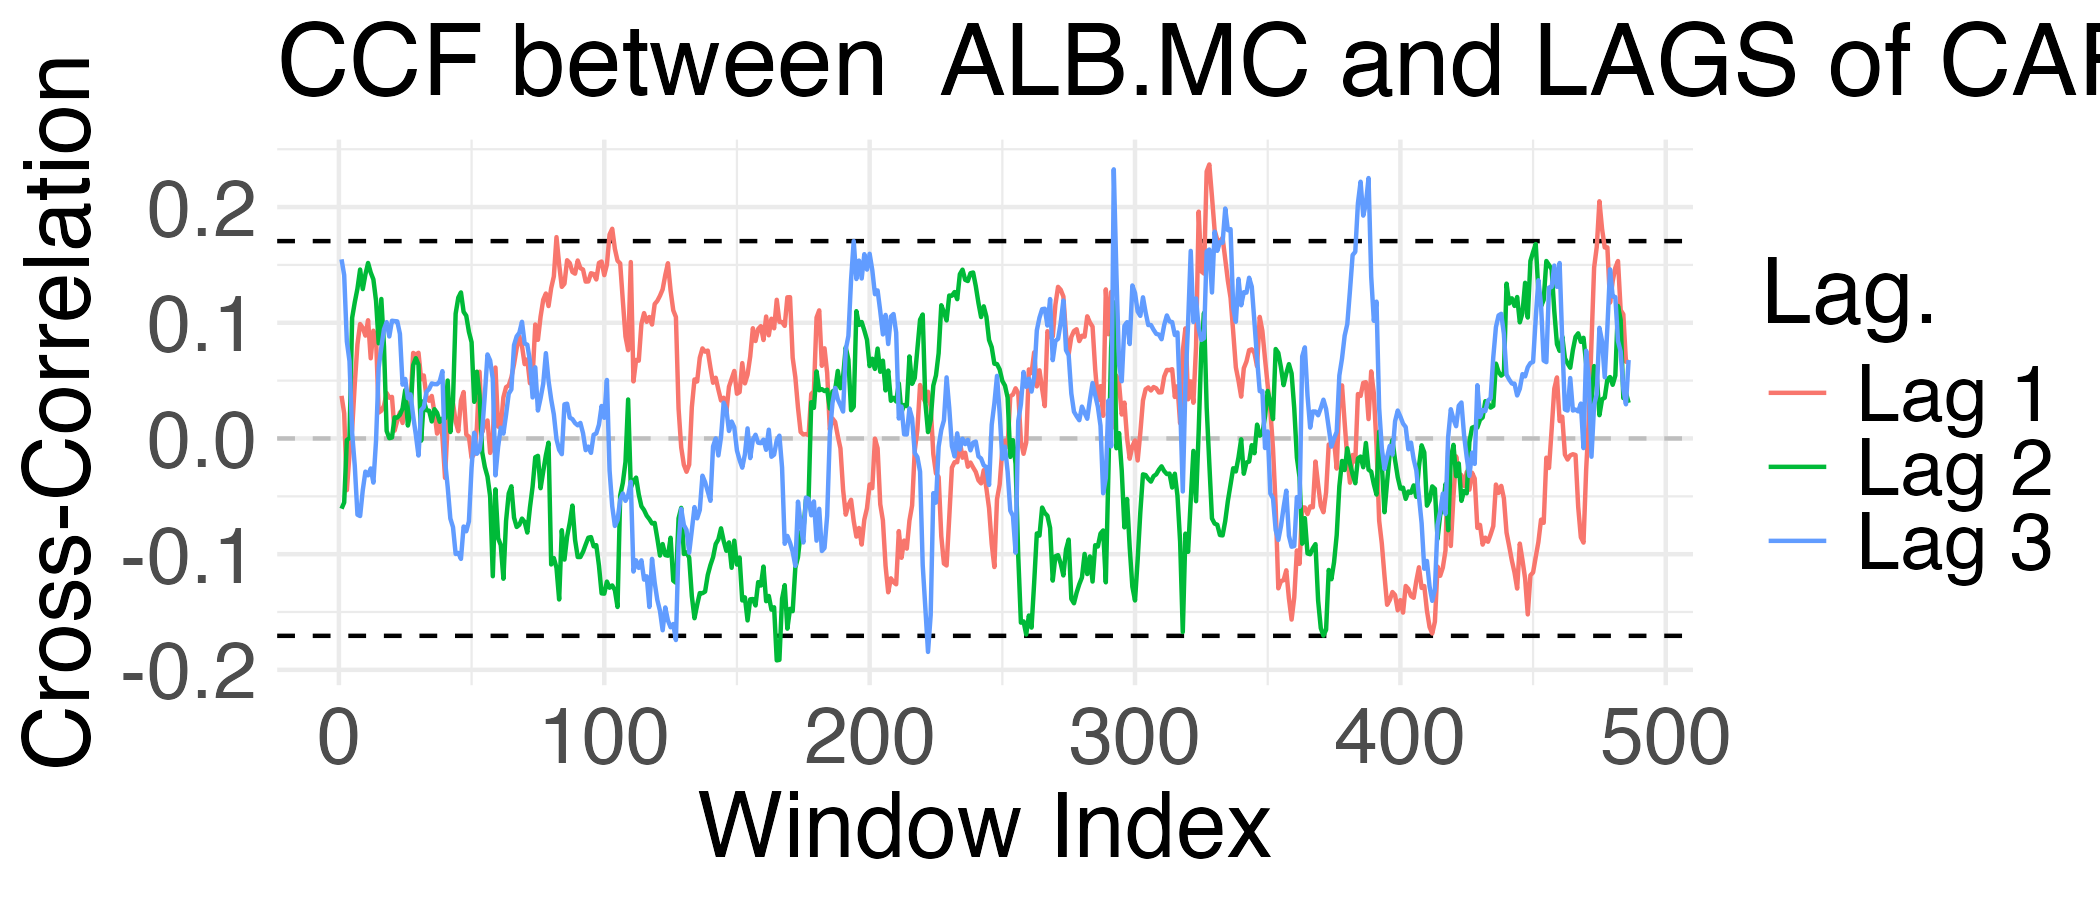 CCF between  ALB.MC and LAGS of CAF
Cross-Correlation
0.2
0.1
0.0
-0.1
-0.2
0
100
200
300
400
500
Window Index
Lag.
Lag 1
Lag 2
Lag 3